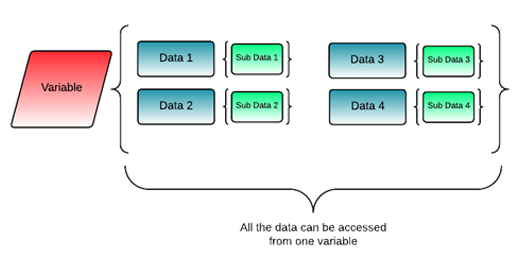 Variable
Data 1
Sub Data 1
Data 3
Sub Data 3
Data 2
Sub Data 2
Data 4
Sub Data 4
All the data can be accessed
from one variable